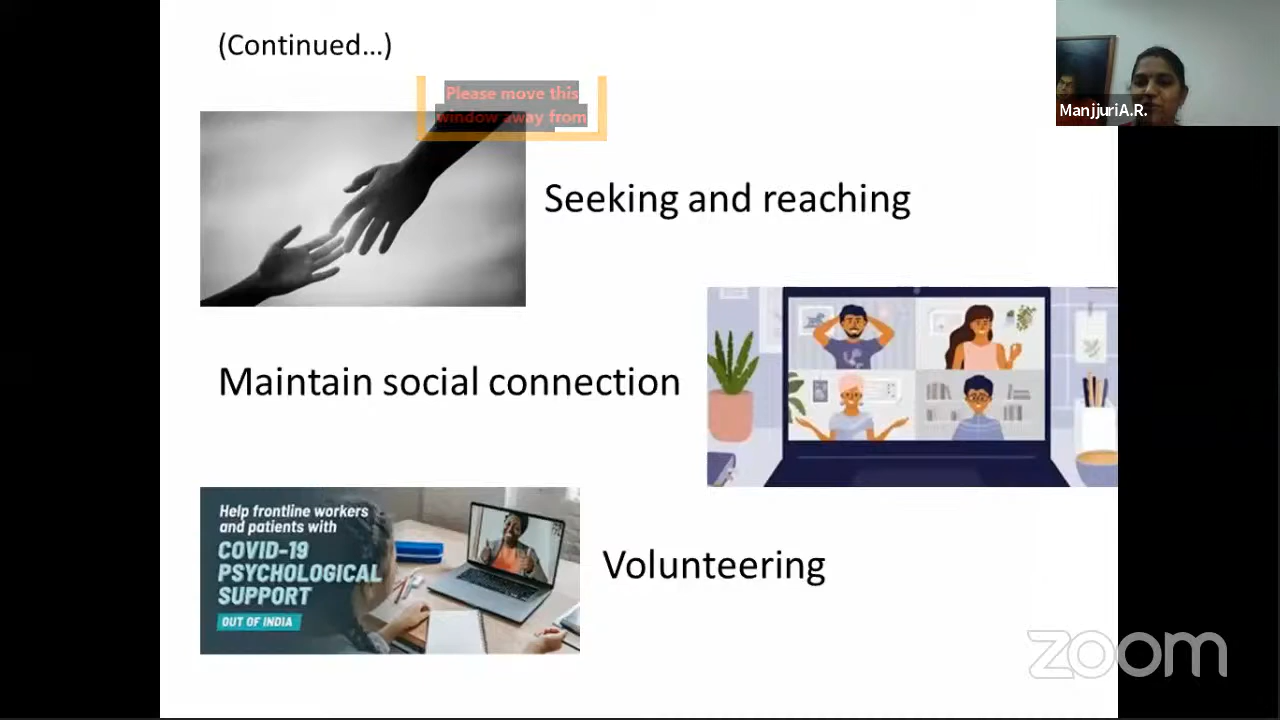 (Continued…)
Please move this
window away from
ManjjuriA.R.
Seeking and reaching
Maintain social connection
Help frontline workers
and patients with
COVID-19
PSYCHOLOGICAL
SUPPORT
OUT OF INDIA
Volunteering
zoom